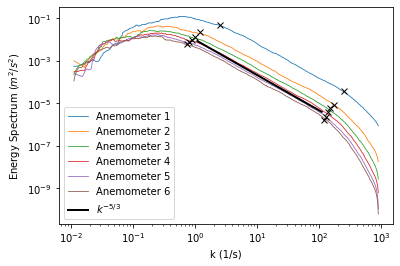 10⁻¹
10⁻³
10⁻⁵
10⁻⁷
10⁻⁹
Energy Spectrum (m²/s²)
Anemometer 1
Anemometer 2
Anemometer 3
Anemometer 4
Anemometer 5
Anemometer 6
k⁻⁵/³
10⁻² 10⁻¹ 10⁰ 10¹ 10² 10³
k (1/s)